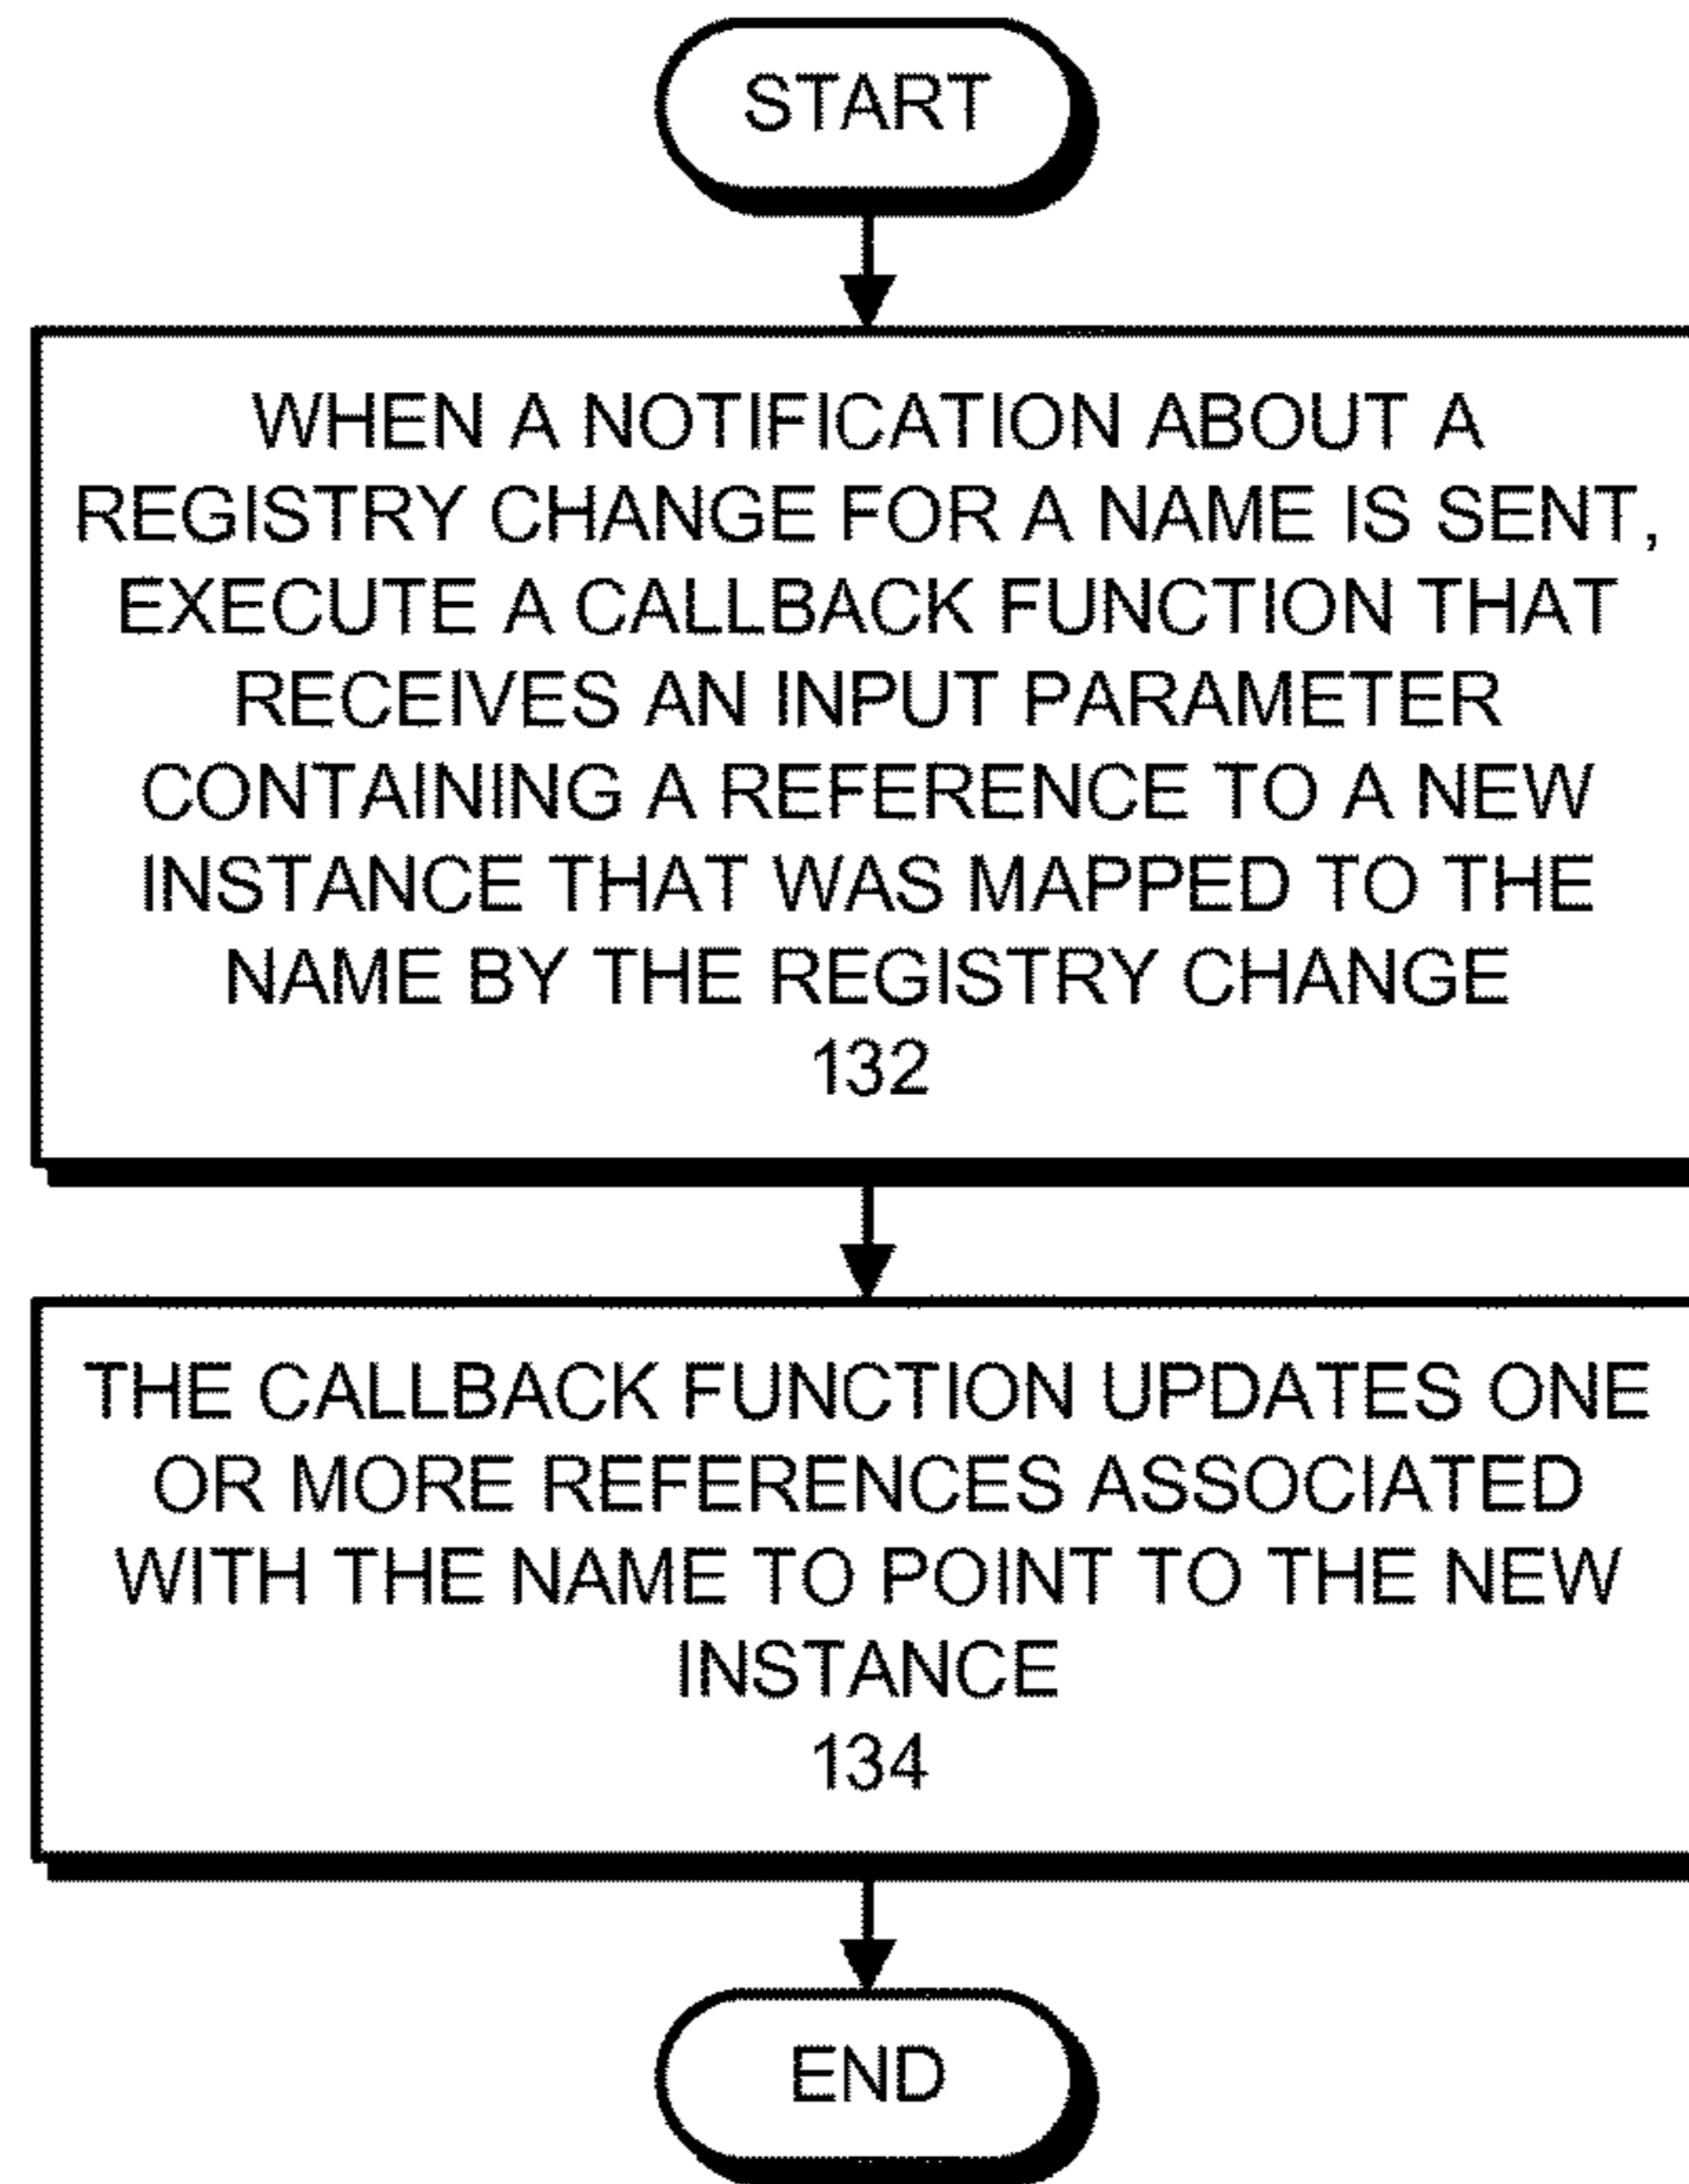 START
WHEN A NOTIFICATION ABOUT A
REGISTRY CHANGE FOR A NAME IS SENT,
EXECUTE A CALLBACK FUNCTION THAT
RECEIVES AN INPUT PARAMETER
CONTAINING A REFERENCE TO A NEW
INSTANCE THAT WAS MAPPED TO THE
NAME BY THE REGISTRY CHANGE
132
THE CALLBACK FUNCTION UPDATES ONE
OR MORE REFERENCES ASSOCIATED
WITH THE NAME TO POINT TO THE NEW
INSTANCE
134
END